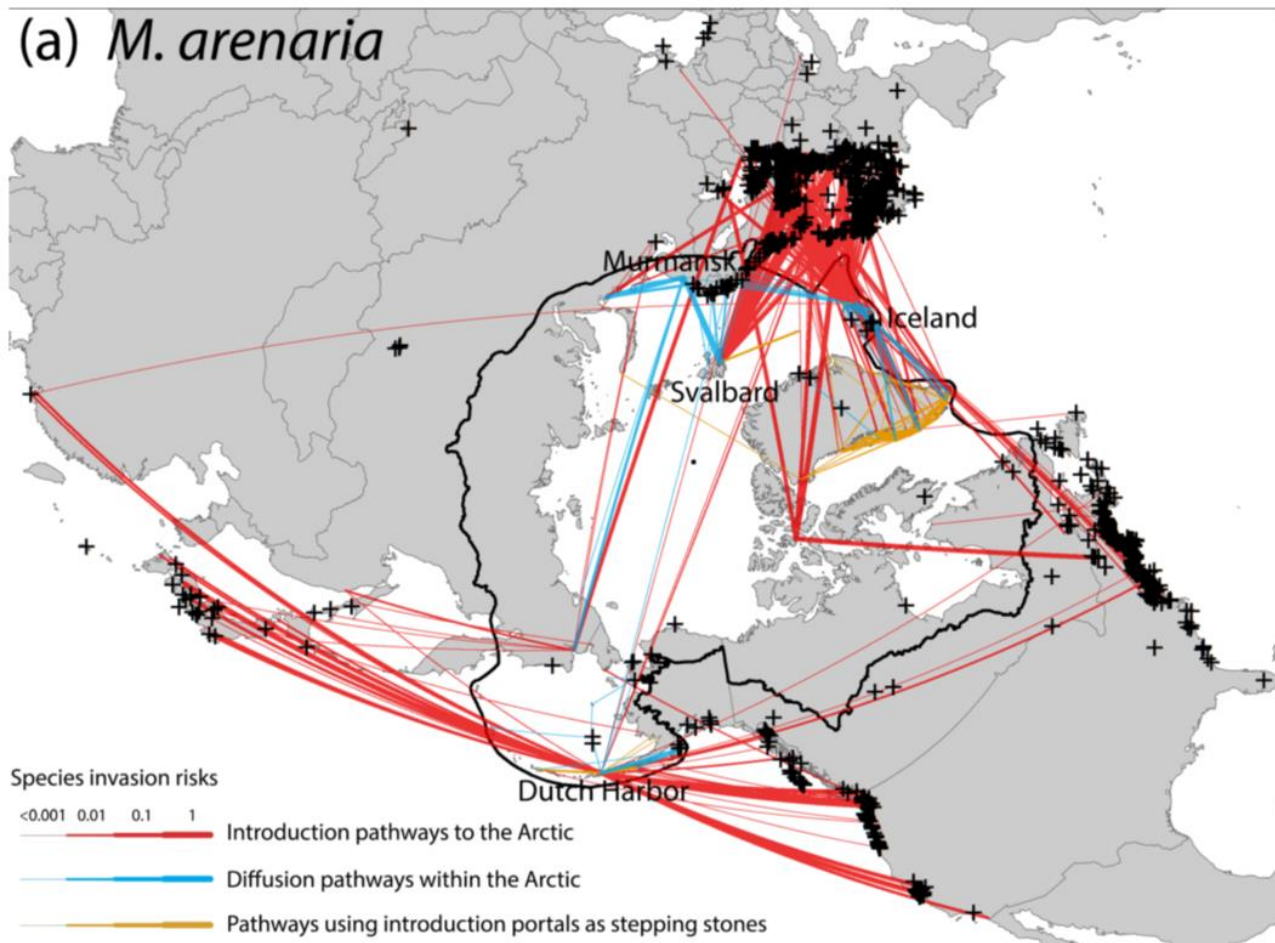 (a) M. arenaria
Murmansk
Iceland
Svalbard
Dutch Harbor
Species invasion risks
<0.001 0.01 0.1 1
Introduction pathways to the Arctic
Diffusion pathways within the Arctic
Pathways using introduction portals as stepping stones